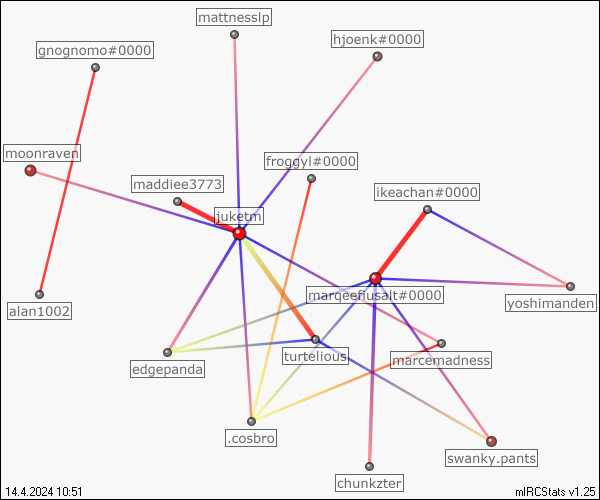 mattnesslp
hjoenk#0000
gnognomo#0000
moonraven
froggyl#0000
maddiee3773
ikeachan#0000
juketm
marqeeflusalt#0000
yoshimanden
alan1002
turtelious
marcemadness
edgepanda
.cosbro
swanky.pants
chunkzter
14.4.2024 10:51
mIRCStats v1.25